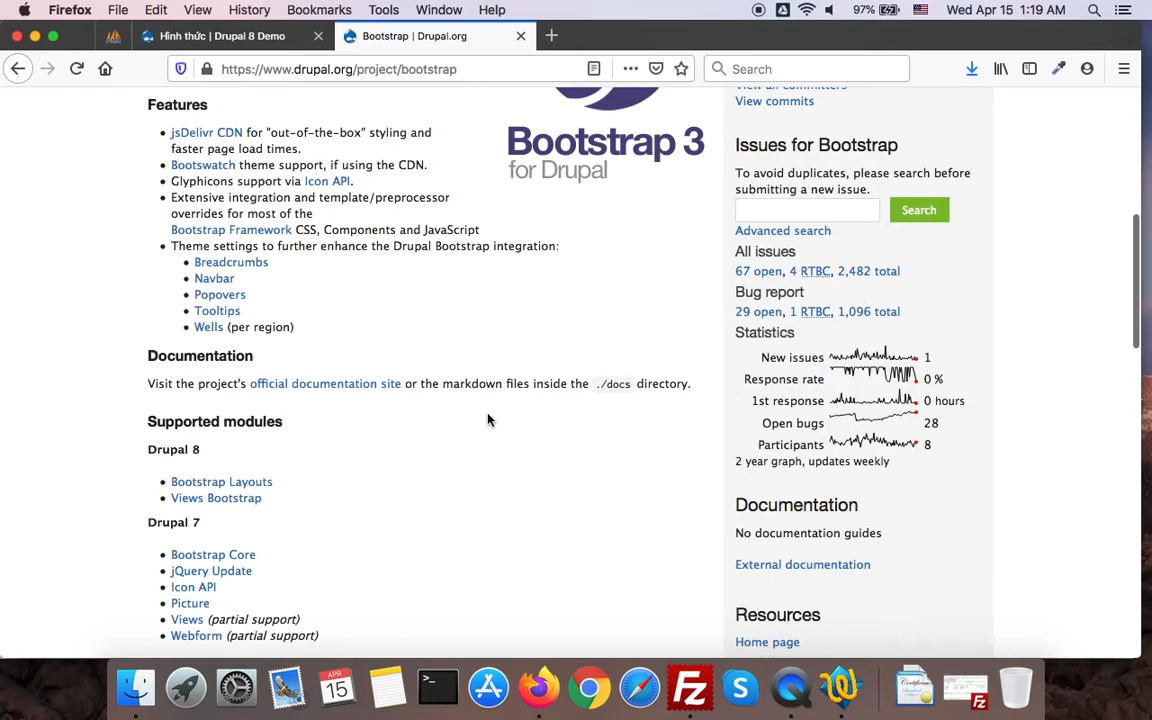 Firefox File Edit View History Bookmarks Tools Window Help 97% Wed Apr 15 1:19 AM
Hình thức | Drupal 8 Demo Bootstrap | Drupal.org
https://www.drupal.org/project/bootstrap Search
Features
jsDelivr CDN for "out-of-the-box" styling and
faster page load times.
Bootswatch theme support, if using the CDN.
Glyphicons support via Icon API.
Extensive integration and template/preprocessor
overrides for most of the
Bootstrap Framework CSS, Components and JavaScript
Theme settings to further enhance the Drupal Bootstrap integration:
Breadcrumbs
Navbar
Popovers
Tooltips
Wells (per region)
Bootstrap 3
for Drupal
Documentation
Visit the project's official documentation site or the markdown files inside the ./docs directory.
Supported modules
Drupal 8
Bootstrap Layouts
Views Bootstrap
Drupal 7
Bootstrap Core
jQuery Update
Icon API
Picture
Views (partial support)
Webform (partial support)
View all committers
View commits
Issues for Bootstrap
To avoid duplicates, please search before
submitting a new issue.
Search
Advanced search
All issues
67 open, 4 RTBC, 2,482 total
Bug report
29 open, 1 RTBC, 1,096 total
Statistics
New issues 1
Response rate 0 %
1st response 0 hours
Open bugs 28
Participants 8
2 year graph, updates weekly
Documentation
No documentation guides
External documentation
Resources
Home page
APR
15